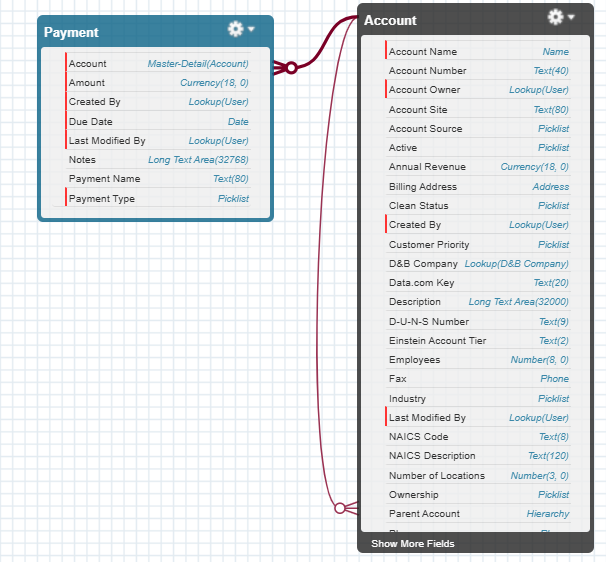 Payment
Account Master-Detail(Account)
Amount Currency(18, 0)
Created By Lookup(User)
Due Date Date
Last Modified By Lookup(User)
Notes Long Text Area(32768)
Payment Name Text(80)
Payment Type Picklist
Account
Account Name Name
Account Number Text(40)
Account Owner Lookup(User)
Account Site Text(80)
Account Source Picklist
Active Picklist
Annual Revenue Currency(18, 0)
Billing Address Address
Clean Status Picklist
Created By Lookup(User)
Customer Priority Picklist
D&B Company Lookup(D&B Company)
Data.com Key Text(20)
Description Long Text Area(32000)
D-U-N-S Number Text(9)
Einstein Account Tier Text(2)
Employees Number(8, 0)
Fax Phone
Industry Picklist
Last Modified By Lookup(User)
NAICS Code Text(8)
NAICS Description Text(120)
Number of Locations Number(3, 0)
Ownership Picklist
Parent Account Hierarchy
Show More Fields